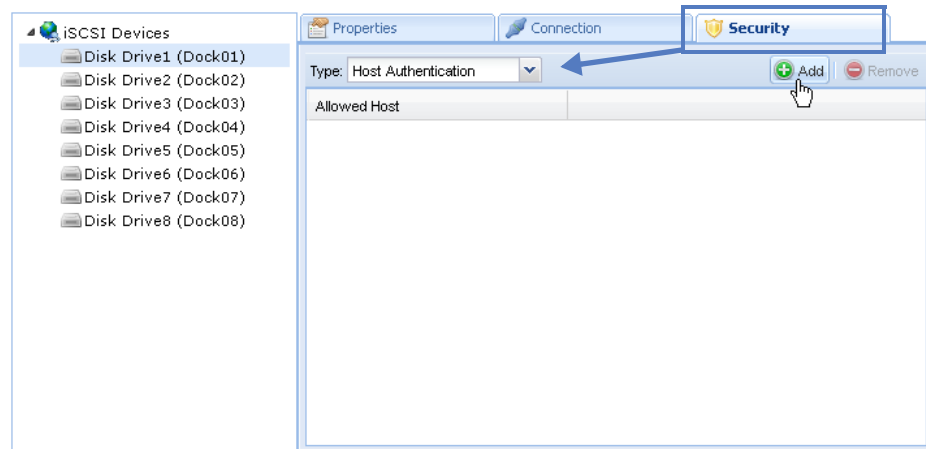 iSCSI Devices
Disk Drive1 (Dock01)
Disk Drive2 (Dock02)
Disk Drive3 (Dock03)
Disk Drive4 (Dock04)
Disk Drive5 (Dock05)
Disk Drive6 (Dock06)
Disk Drive7 (Dock07)
Disk Drive8 (Dock08)
Properties
Connection
Security
Type: Host Authentication
Add
Remove
Allowed Host